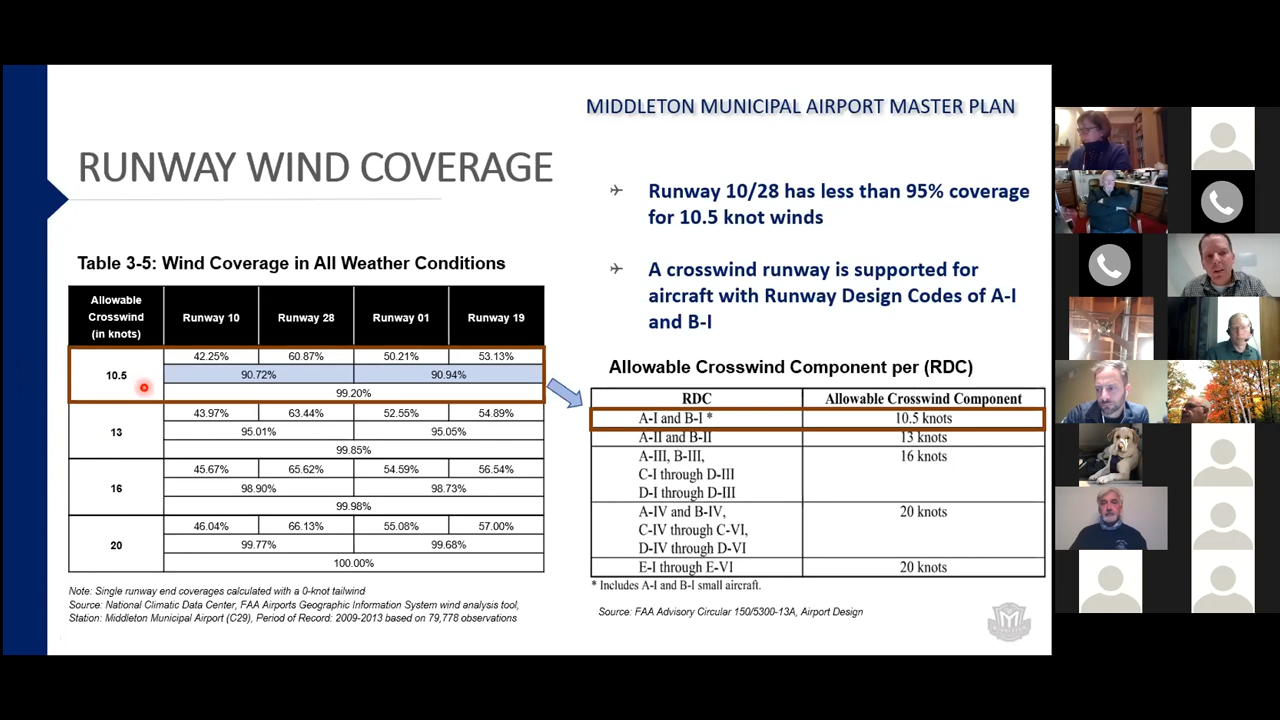 MIDDLETON MUNICIPAL AIRPORT MASTER PLAN
RUNWAY WIND COVERAGE
Runway 10/28 has less than 95% coverage
for 10.5 knot winds
A crosswind runway is supported for
aircraft with Runway Design Codes of A-I
and B-I
Table 3-5: Wind Coverage in All Weather Conditions
Allowable
Crosswind
(in knots)
Runway 10 Runway 28 Runway 01 Runway 19
10.5
42.25% 60.87% 50.21% 53.13%
90.72% 90.94%
99.20%
13
43.97% 63.44% 52.55% 54.89%
95.01% 95.05%
99.85%
16
45.67% 65.62% 54.59% 56.54%
98.90% 98.73%
99.98%
20
46.04% 66.13% 55.08% 57.00%
99.77% 99.68%
100.00%
Note: Single runway end coverages calculated with a 0-knot tailwind
Source: National Climatic Data Center, FAA Airports Geographic Information System wind analysis tool,
Station: Middleton Municipal Airport (C29), Period of Record: 2009-2013 based on 79,778 observations
Allowable Crosswind Component per (RDC)
RDC Allowable Crosswind Component
A-I and B-I * 10.5 knots
A-II and B-II 13 knots
A-III, B-III, 16 knots
C-I through D-III
D-I through D-III
A-IV and B-IV, 20 knots
C-IV through C-VI,
D-IV through D-VI
E-I through E-VI 20 knots
* Includes A-I and B-I small aircraft.
Source: FAA Advisory Circular 150/5300-13A, Airport Design
M